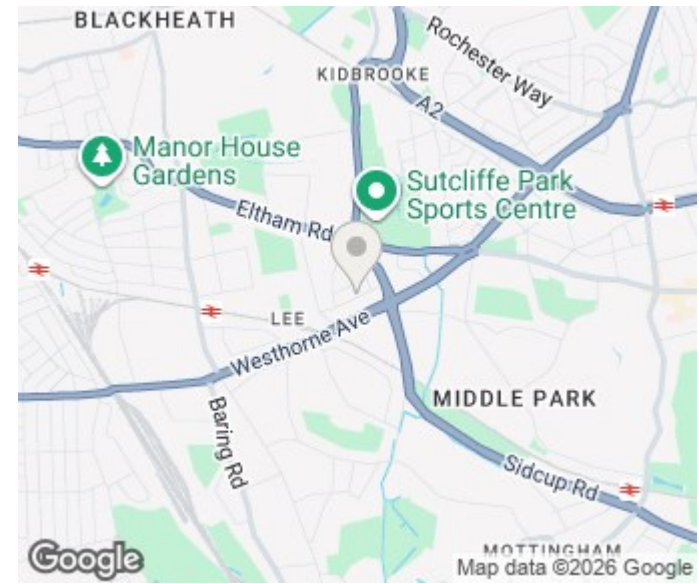 BLACKHEATH
Rochester Way
KIDBROOKE
A2
Manor House
Gardens
Sutcliffe Park
Sports Centre
Eltham Rd
LEE
Westhorne Ave
MIDDLE PARK
Baring Rd
Sidcup Rd
MOTTINGHAM
Google
Map data ©2026 Google